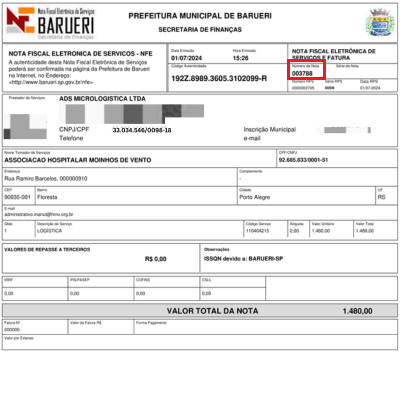 Nota Fiscal Eletrônica de Serviços
BARUERI
Secretaria de Finanças
PREFEITURA MUNICIPAL DE BARUERI
SECRETARIA DE FINANÇAS
NOTA FISCAL ELETRONICA DE SERVICOS - NFE
A autenticidade desta Nota Fiscal Eletrônica de Serviços
poderá ser confirmada na página da Prefeitura de Barueri
na Internet, no Endereço:
<http://www.barueri.sp.gov.br/nfe>
Data Emissão
01/07/2024
Hora Emissão
15:26
Código Autenticidade
192Z.8989.3605.3102099-R
NOTA FISCAL ELETRÔNICA DE
SERVIÇOS E FATURA
Número da Nota
003788
Série da Nota
Número RPS
0000003795
Série RPS
Data RPS
01/07/2024
Prestador de Serviços
ADS MICROLOGISTICA LTDA
CNPJ/CPF
33.034.546/0098-18
Inscrição Municipal
Telefone
e-mail
Nome Tomador de Serviços
ASSOCIACAO HOSPITALAR MOINHOS DE VENTO
CPF/CNPJ
92.685.833/0001-51
Endereço
Rua Ramiro Barcelos, 000000910
Complemento
-
CEP
90035-001
Bairro
Floresta
Cidade
Porto Alegre
UF
RS
E-mail
administrativo.manut@hmv.org.br
Qtde
1
Descrição do Serviço
LOGÍSTICA
Código Serviço
110404215
Alíquota
2,00
Valor Unitário
1.480,00
Valor Total
1.480,00
VALORES DE REPASSE A TERCEIROS
R$ 0,00
Observações
ISSQN devido a: BARUERI-SP
IRRF
0,00
PIS/PASEP
0,00
COFINS
0,00
CSLL
0,00
VALOR TOTAL DA NOTA
1.480,00
Fatura Nº
000000
Valor da Fatura R$
Forma Pagamento
Valor por Extenso